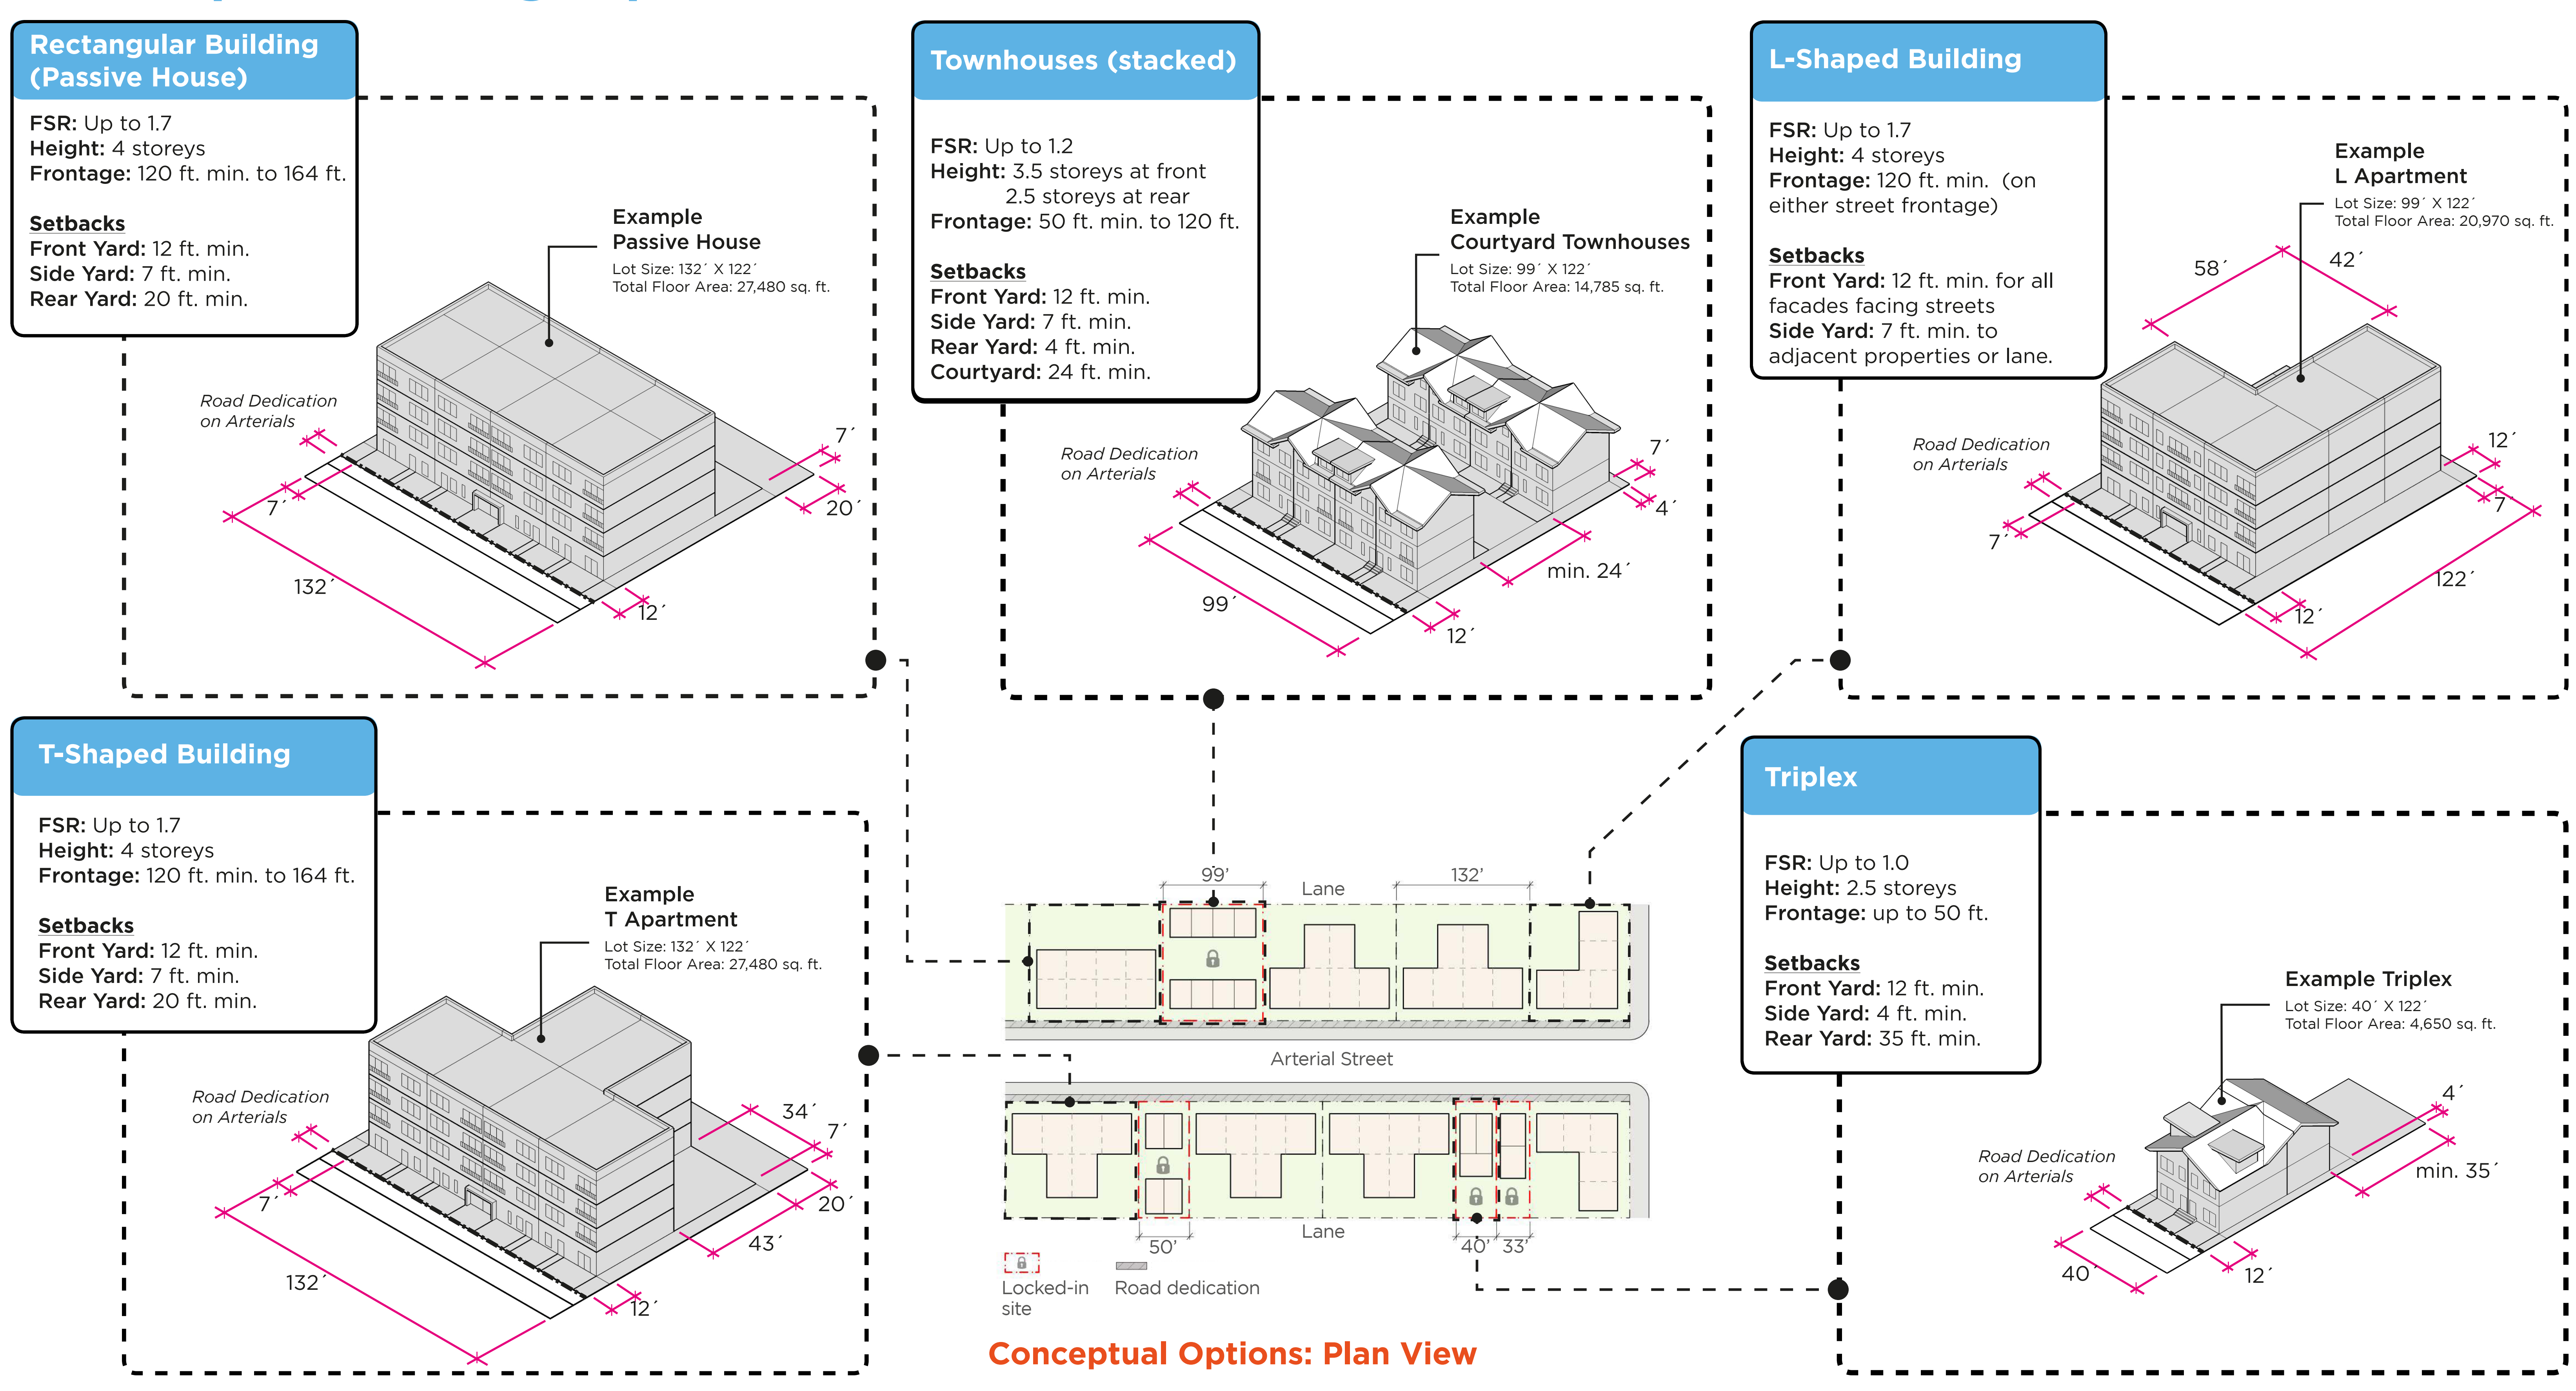 Rectangular Building
(Passive House)
FSR: Up to 1.7
Height: 4 storeys
Frontage: 120 ft. min. to 164 ft.
Setbacks
Front Yard: 12 ft. min.
Side Yard: 7 ft. min.
Rear Yard: 20 ft. min.
Example
Passive House
Lot Size: 132´ X 122´
Total Floor Area: 27,480 sq. ft.
Road Dedication
on Arterials
7´
20´
7´
132´
12´
Townhouses (stacked)
FSR: Up to 1.2
Height: 3.5 storeys at front
2.5 storeys at rear
Frontage: 50 ft. min. to 120 ft.
Setbacks
Front Yard: 12 ft. min.
Side Yard: 7 ft. min.
Rear Yard: 4 ft. min.
Courtyard: 24 ft. min.
Example
Courtyard Townhouses
Lot Size: 99´ X 122´
Total Floor Area: 14,785 sq. ft.
Road Dedication
on Arterials
7´
4´
min. 24´
99´
12´
L-Shaped Building
FSR: Up to 1.7
Height: 4 storeys
Frontage: 120 ft. min. (on
either street frontage)
Setbacks
Front Yard: 12 ft. min. for all
facades facing streets
Side Yard: 7 ft. min. to
adjacent properties or lane.
Example
L Apartment
Lot Size: 99´ X 122´
Total Floor Area: 20,970 sq. ft.
58´
42´
Road Dedication
on Arterials
12´
7´
7´
122´
12´
T-Shaped Building
FSR: Up to 1.7
Height: 4 storeys
Frontage: 120 ft. min. to 164 ft.
Setbacks
Front Yard: 12 ft. min.
Side Yard: 7 ft. min.
Rear Yard: 20 ft. min.
Example
T Apartment
Lot Size: 132´ X 122´
Total Floor Area: 27,480 sq. ft.
Road Dedication
on Arterials
34´
7´
20´
7´
43´
132´
12´
99'
Lane
132'
Arterial Street
Lane
50'
40'
33'
Locked-in
site
Road dedication
Conceptual Options: Plan View
Triplex
FSR: Up to 1.0
Height: 2.5 storeys
Frontage: up to 50 ft.
Setbacks
Front Yard: 12 ft. min.
Side Yard: 4 ft. min.
Rear Yard: 35 ft. min.
Example Triplex
Lot Size: 40´ X 122´
Total Floor Area: 4,650 sq. ft.
Road Dedication
on Arterials
4´
min. 35´
40´
12´